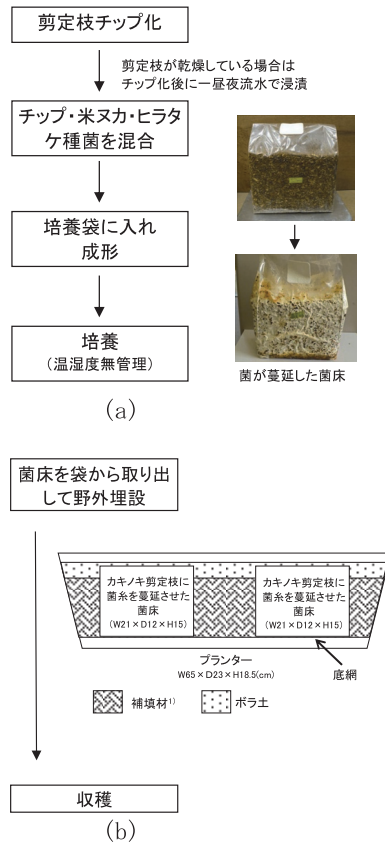 剪定枝チップ化
剪定枝が乾燥している場合は
チップ化後に一昼夜流水で浸漬
チップ・米ヌカ・ヒラタ
ケ種菌を混合
培養袋に入れ
成形
培養
(温湿度無管理)
菌が蔓延した菌床
(a)
菌床を袋から取り出
して野外埋設
カキノキ剪定枝に
菌糸を蔓延させた
菌床
(W21×D12×H15)
カキノキ剪定枝に
菌糸を蔓延させた
菌床
(W21×D12×H15)
プランター
W65×D23×H18.5(cm)
底網
補填材1)
ボラ土
収穫
(b)